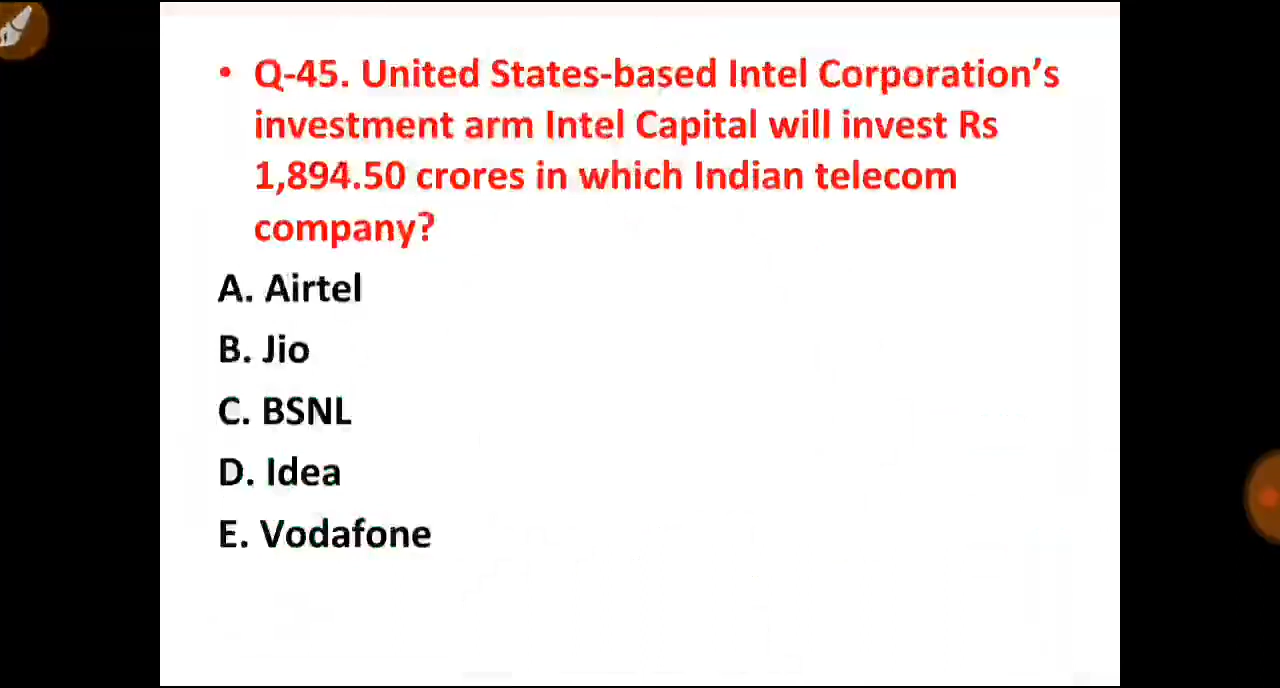 • Q-45. United States-based Intel Corporation's
investment arm Intel Capital will invest Rs
1,894.50 crores in which Indian telecom
company?
A. Airtel
B. Jio
C. BSNL
D. Idea
E. Vodafone